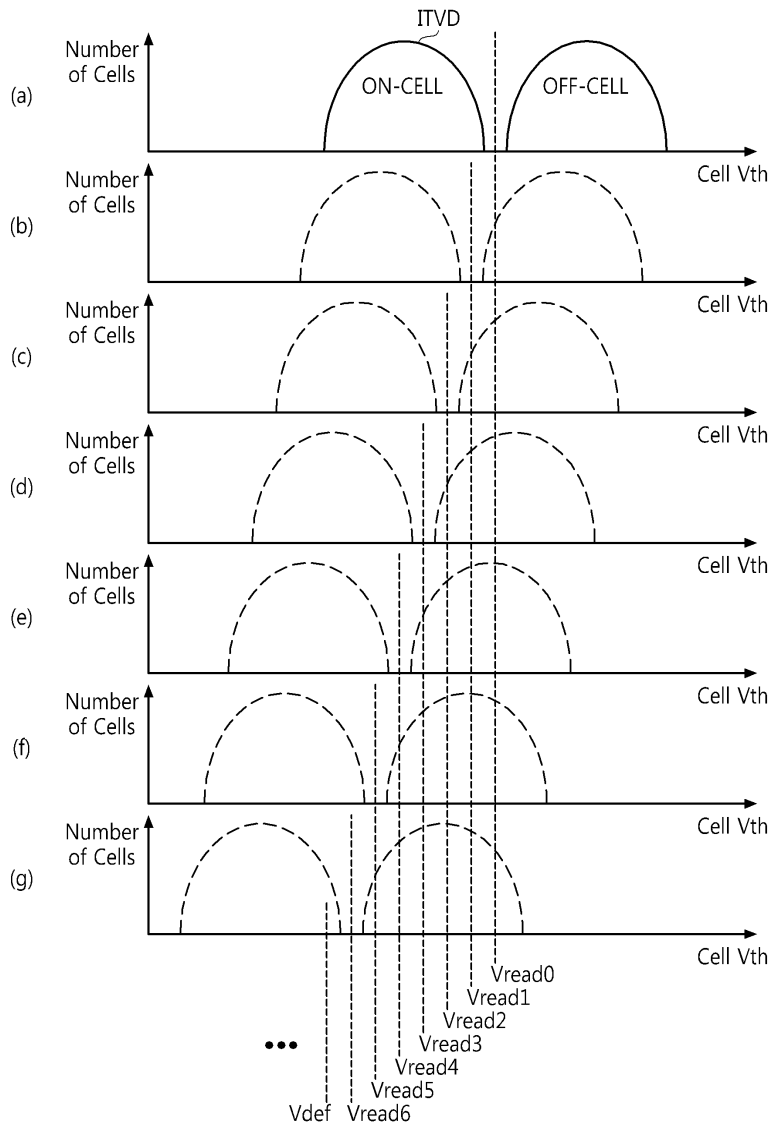 ITVD
Number
of Cells
(a)
ON-CELL
OFF-CELL
Cell Vth
Number
of Cells
(b)
Cell Vth
Number
of Cells
(c)
Cell Vth
Number
of Cells
(d)
Cell Vth
Number
of Cells
(e)
Cell Vth
Number
of Cells
(f)
Cell Vth
Number
of Cells
(g)
Cell Vth
Vread0
Vread1
Vread2
Vread3
Vread4
Vread5
Vdef
Vread6